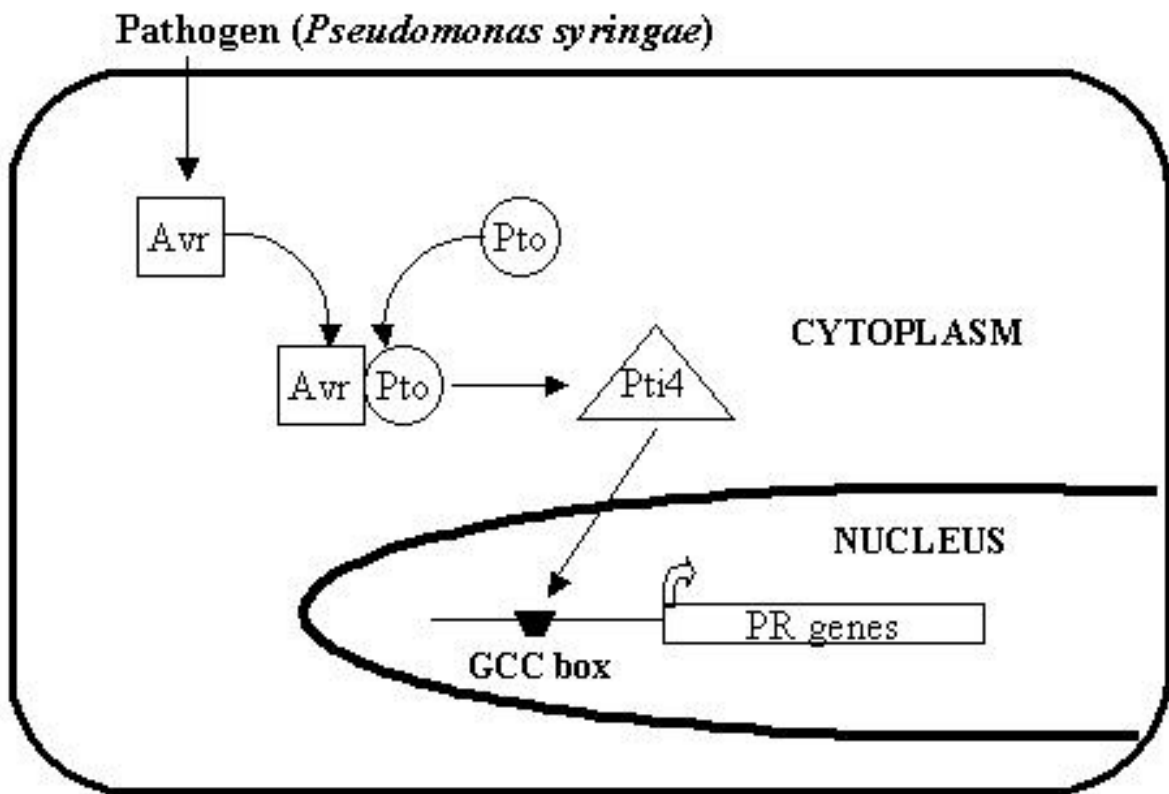 Pathogen (Pseudomonas syringae)
Avr
Pto
Avr
Pto
Pti4
CYTOPLASM
NUCLEUS
PR genes
GCC box